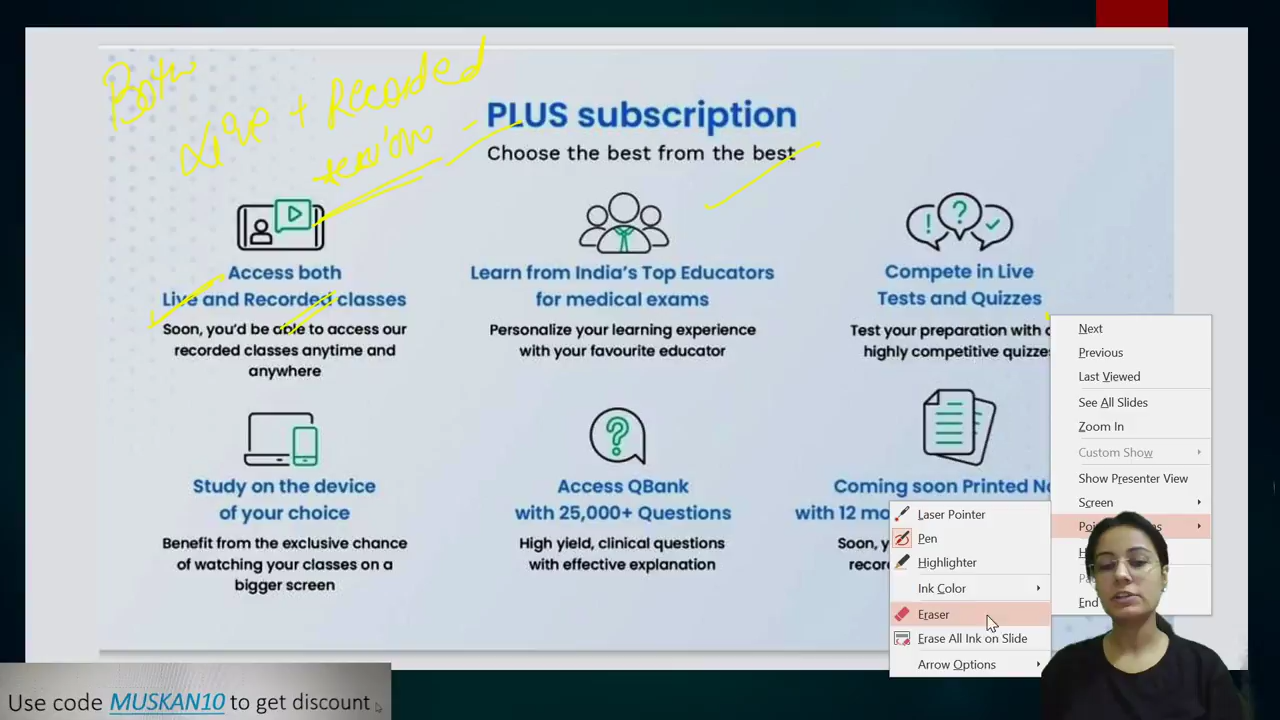 Both
Live + Recorded
PLUS subscription
Choose the best from the best
Access both
Live and Recorded classes
Soon, you'd be able to access our
recorded classes anytime and
anywhere
Learn from India's Top Educators
for medical exams
Personalize your learning experience
with your favourite educator
Compete in Live
Tests and Quizzes
Test your preparation with
highly competitive quizzes
Study on the device
of your choice
Benefit from the exclusive chance
of watching your classes on a
bigger screen
Access QBank
with 25,000+ Questions
High yield, clinical questions
with effective explanation
Coming soon Printed
with 12
Soon,
Next
Previous
Last Viewed
See All Slides
Zoom In
Custom Show
Show Presenter View
Screen
End
Laser Pointer
Pen
Highlighter
Ink Color
Eraser
Erase All Ink on Slide
Arrow Options
Use code MUSKAN10 to get discount